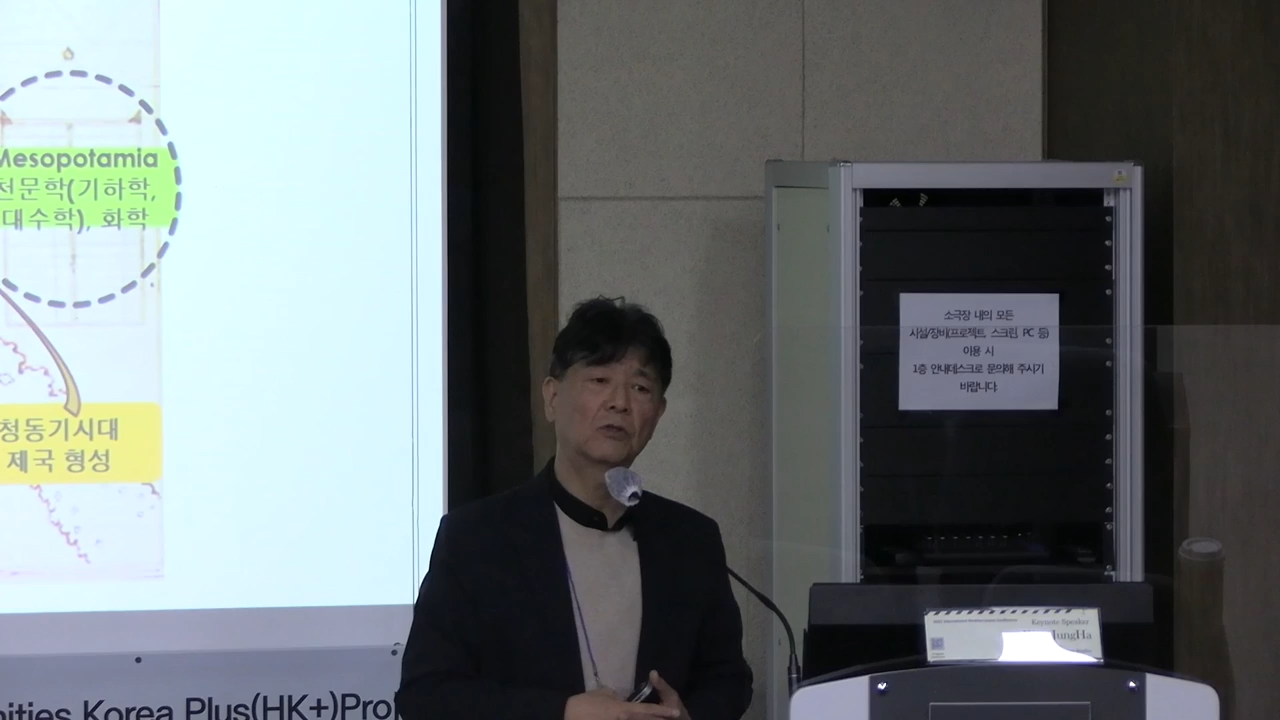 Mesopotamia
천문학(기하학,
대수학), 화학
청동기시대
제국 형성
소극장 내의 모든
시설/장비(프로젝트, 스크린, PC 등)
이용 시
1층 안내데스크로 문의해 주시기
바랍니다.
Keynote Speaker
JungHa
Korea Plus(HK+)